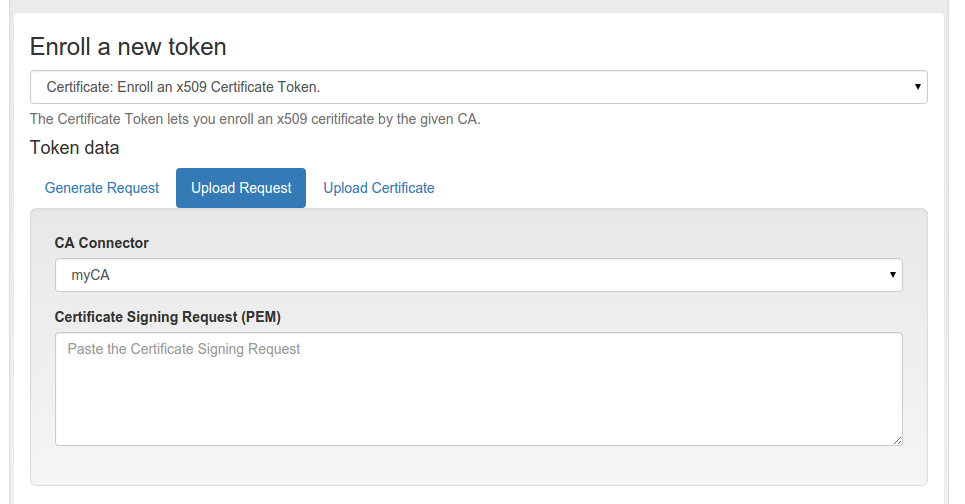 Enroll a new token
Certificate: Enroll an x509 Certificate Token.
The Certificate Token lets you enroll an x509 ceritificate by the given CA.
Token data
Generate Request Upload Request Upload Certificate
CA Connector
myCA
Certificate Signing Request (PEM)
Paste the Certificate Signing Request